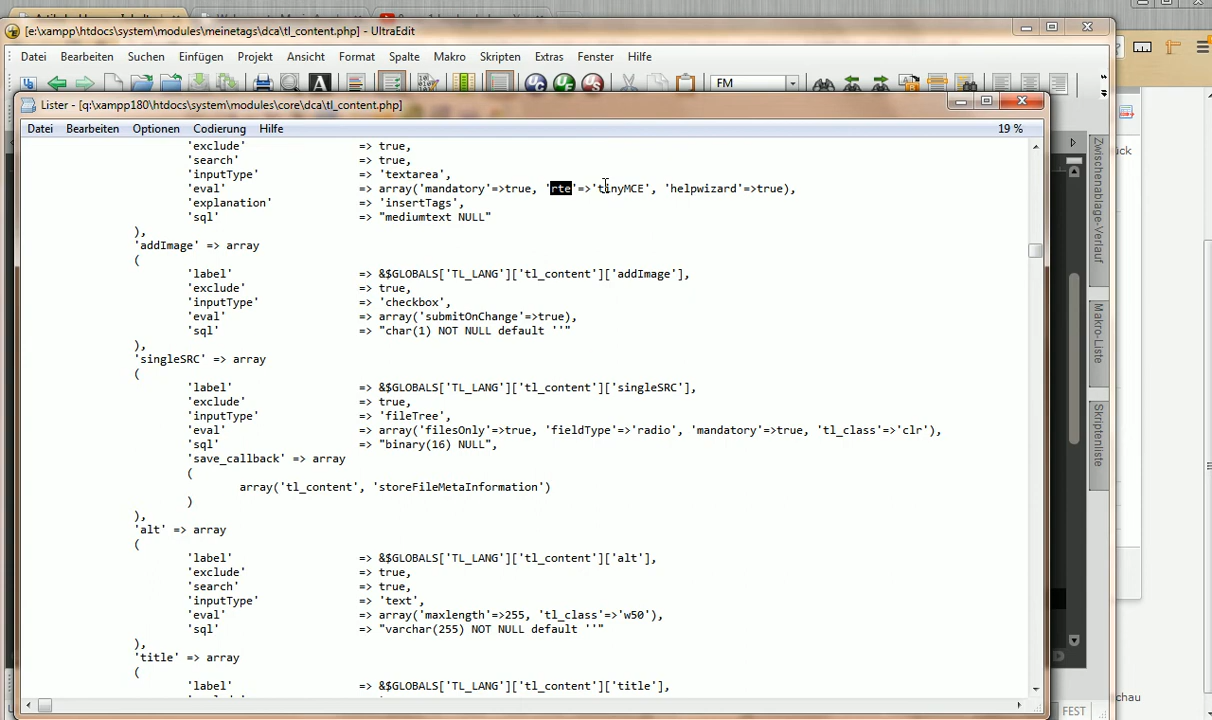 [e:\xampp\htdocs\system\modules\meinetags\dca\tl_content.php] - UltraEdit
Datei Bearbeiten Suchen Einfügen Projekt Ansicht Format Spalte Makro Skripten Extras Fenster Hilfe
FM
Lister - [q:\xampp180\htdocs\system\modules\core\dca\tl_content.php]
Datei Bearbeiten Optionen Codierung Hilfe 19 %
'exclude' => true,
'search' => true,
'inputType' => 'textarea',
'eval' => array('mandatory'=>true, 'rte'=>'tinyMCE', 'helpwizard'=>true),
'explanation' => 'insertTags',
'sql' => "mediumtext NULL"
),
'addImage' => array
(
'label' => &$GLOBALS['TL_LANG']['tl_content']['addImage'],
'exclude' => true,
'inputType' => 'checkbox',
'eval' => array('submitOnChange'=>true),
'sql' => "char(1) NOT NULL default ''"
),
'singleSRC' => array
(
'label' => &$GLOBALS['TL_LANG']['tl_content']['singleSRC'],
'exclude' => true,
'inputType' => 'fileTree',
'eval' => array('filesOnly'=>true, 'fieldType'=>'radio', 'mandatory'=>true, 'tl_class'=>'clr'),
'sql' => "binary(16) NULL",
'save_callback' => array
(
array('tl_content', 'storeFileMetaInformation')
)
),
'alt' => array
(
'label' => &$GLOBALS['TL_LANG']['tl_content']['alt'],
'exclude' => true,
'search' => true,
'inputType' => 'text',
'eval' => array('maxlength'=>255, 'tl_class'=>'w50'),
'sql' => "varchar(255) NOT NULL default ''"
),
'title' => array
(
'label' => &$GLOBALS['TL_LANG']['tl_content']['title'],
Zwischenablage-Verlauf
Makro-Liste
Skriptenliste
FEST